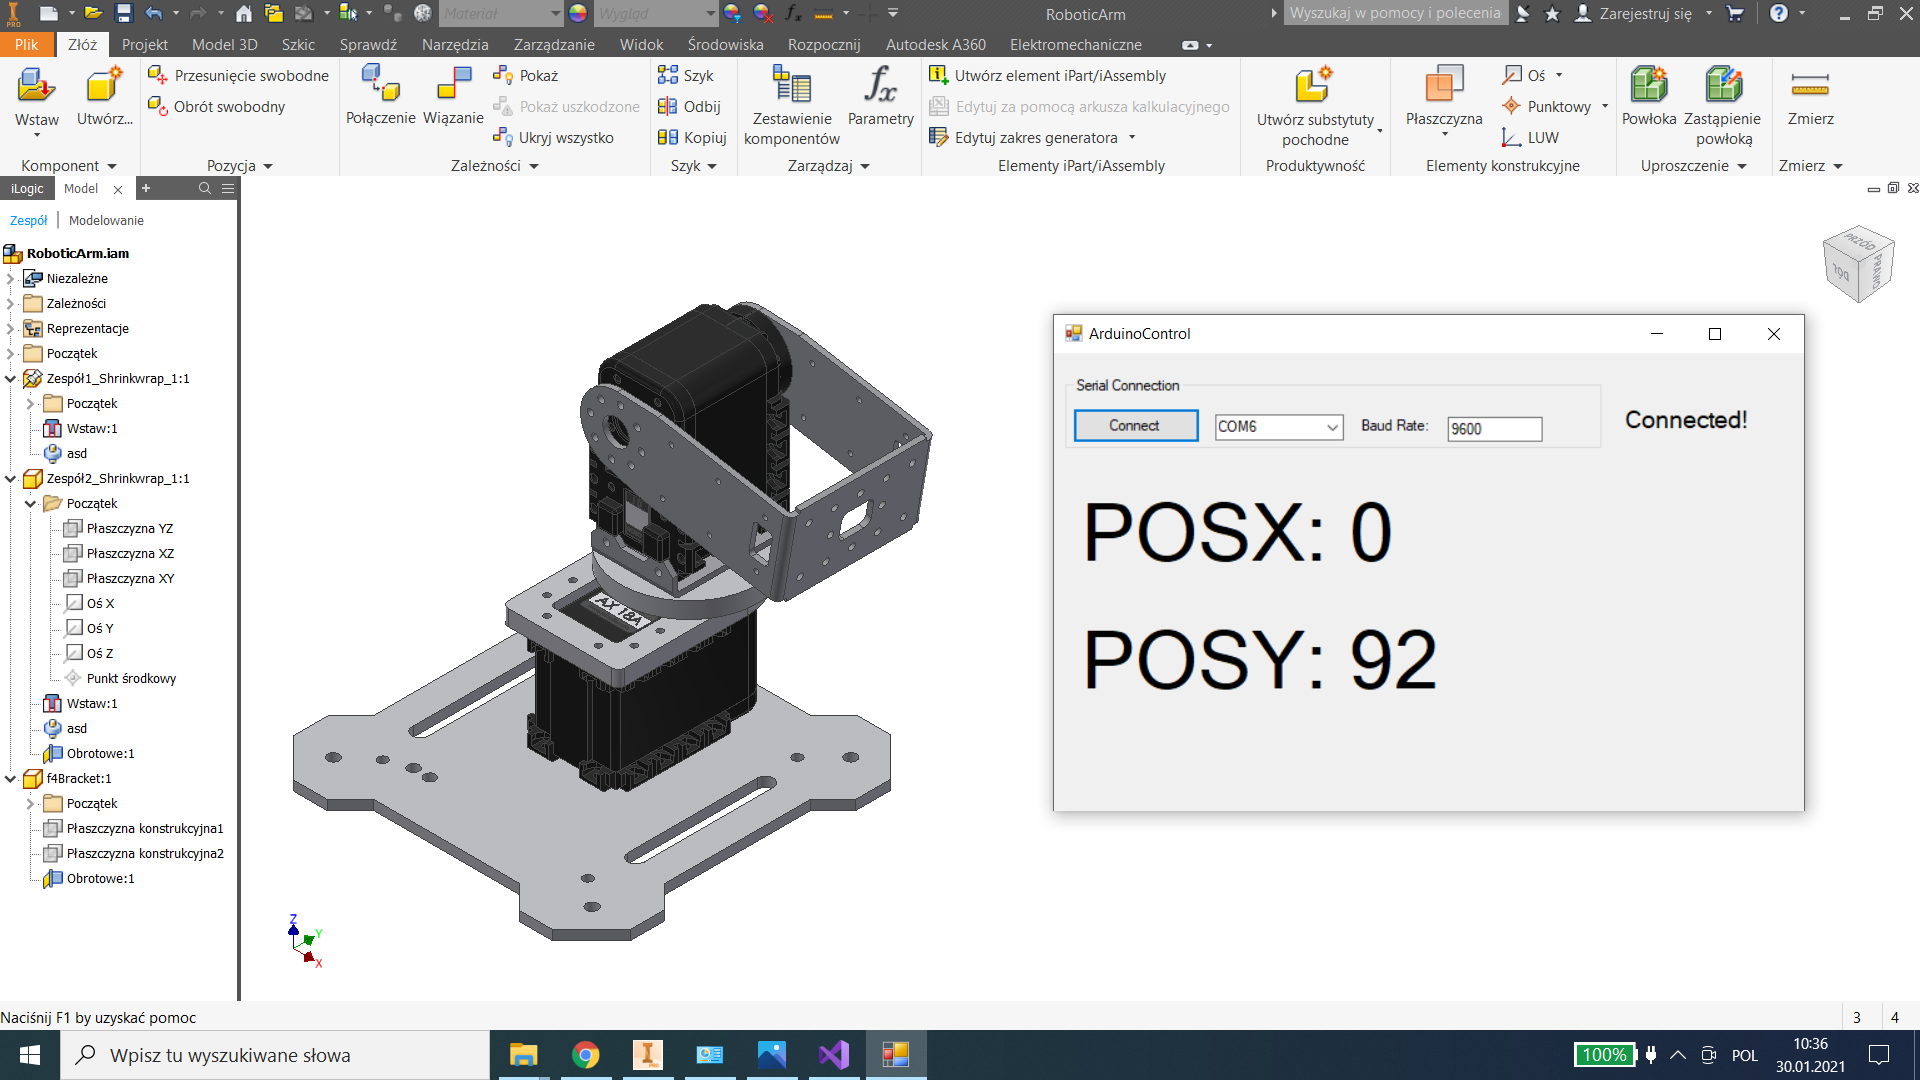 PRO
Materiał
Wygląd
RoboticArm
Wyszukaj w pomocy i polecenia
Zarejestruj się
Plik
Złóż
Projekt
Model 3D
Szkic
Sprawdź
Narzędzia
Zarządzanie
Widok
Środowiska
Rozpocznij
Autodesk A360
Elektromechaniczne
Wstaw
Utwórz...
Komponent
Przesunięcie swobodne
Obrót swobodny
Pozycja
Połączenie
Wiązanie
Pokaż
Pokaż uszkodzone
Ukryj wszystko
Zależności
Szyk
Odbij
Kopiuj
Szyk
Zestawienie
komponentów
fx
Parametry
Zarządzaj
Utwórz element iPart/iAssembly
Edytuj za pomocą arkusza kalkulacyjnego
Edytuj zakres generatora
Elementy iPart/iAssembly
Utwórz substytuty
pochodne
Produktywność
Płaszczyzna
Oś
Punktowy
LUW
Elementy konstrukcyjne
Powłoka
Zastąpienie
powłoką
Uproszczenie
Zmierz
Zmierz
iLogic
Model
Zespół
Modelowanie
RoboticArm.iam
Niezależne
Zależności
Reprezentacje
Początek
Zespół1_Shrinkwrap_1:1
Początek
Wstaw:1
asd
Zespół2_Shrinkwrap_1:1
Początek
Płaszczyzna YZ
Płaszczyzna XZ
Płaszczyzna XY
Oś X
Oś Y
Oś Z
Punkt środkowy
Wstaw:1
asd
Obrotowe:1
f4Bracket:1
Początek
Płaszczyzna konstrukcyjna1
Płaszczyzna konstrukcyjna2
Obrotowe:1
AX 18A
Z
Y
X
PRZÓD
DÓŁ
PRAWO
ArduinoControl
Serial Connection
Connect
COM6
Baud Rate:
9600
Connected!
POSX: 0
POSY: 92
Naciśnij F1 by uzyskać pomoc
3
4
Wpisz tu wyszukiwane słowa
PRO
100%
POL
10:36
30.01.2021